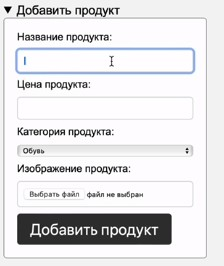 Добавить продукт
Название продукта:
Цена продукта:
Категория продукта:
Обувь
Изображение продукта:
Выбрать файл файл не выбран
Добавить продукт